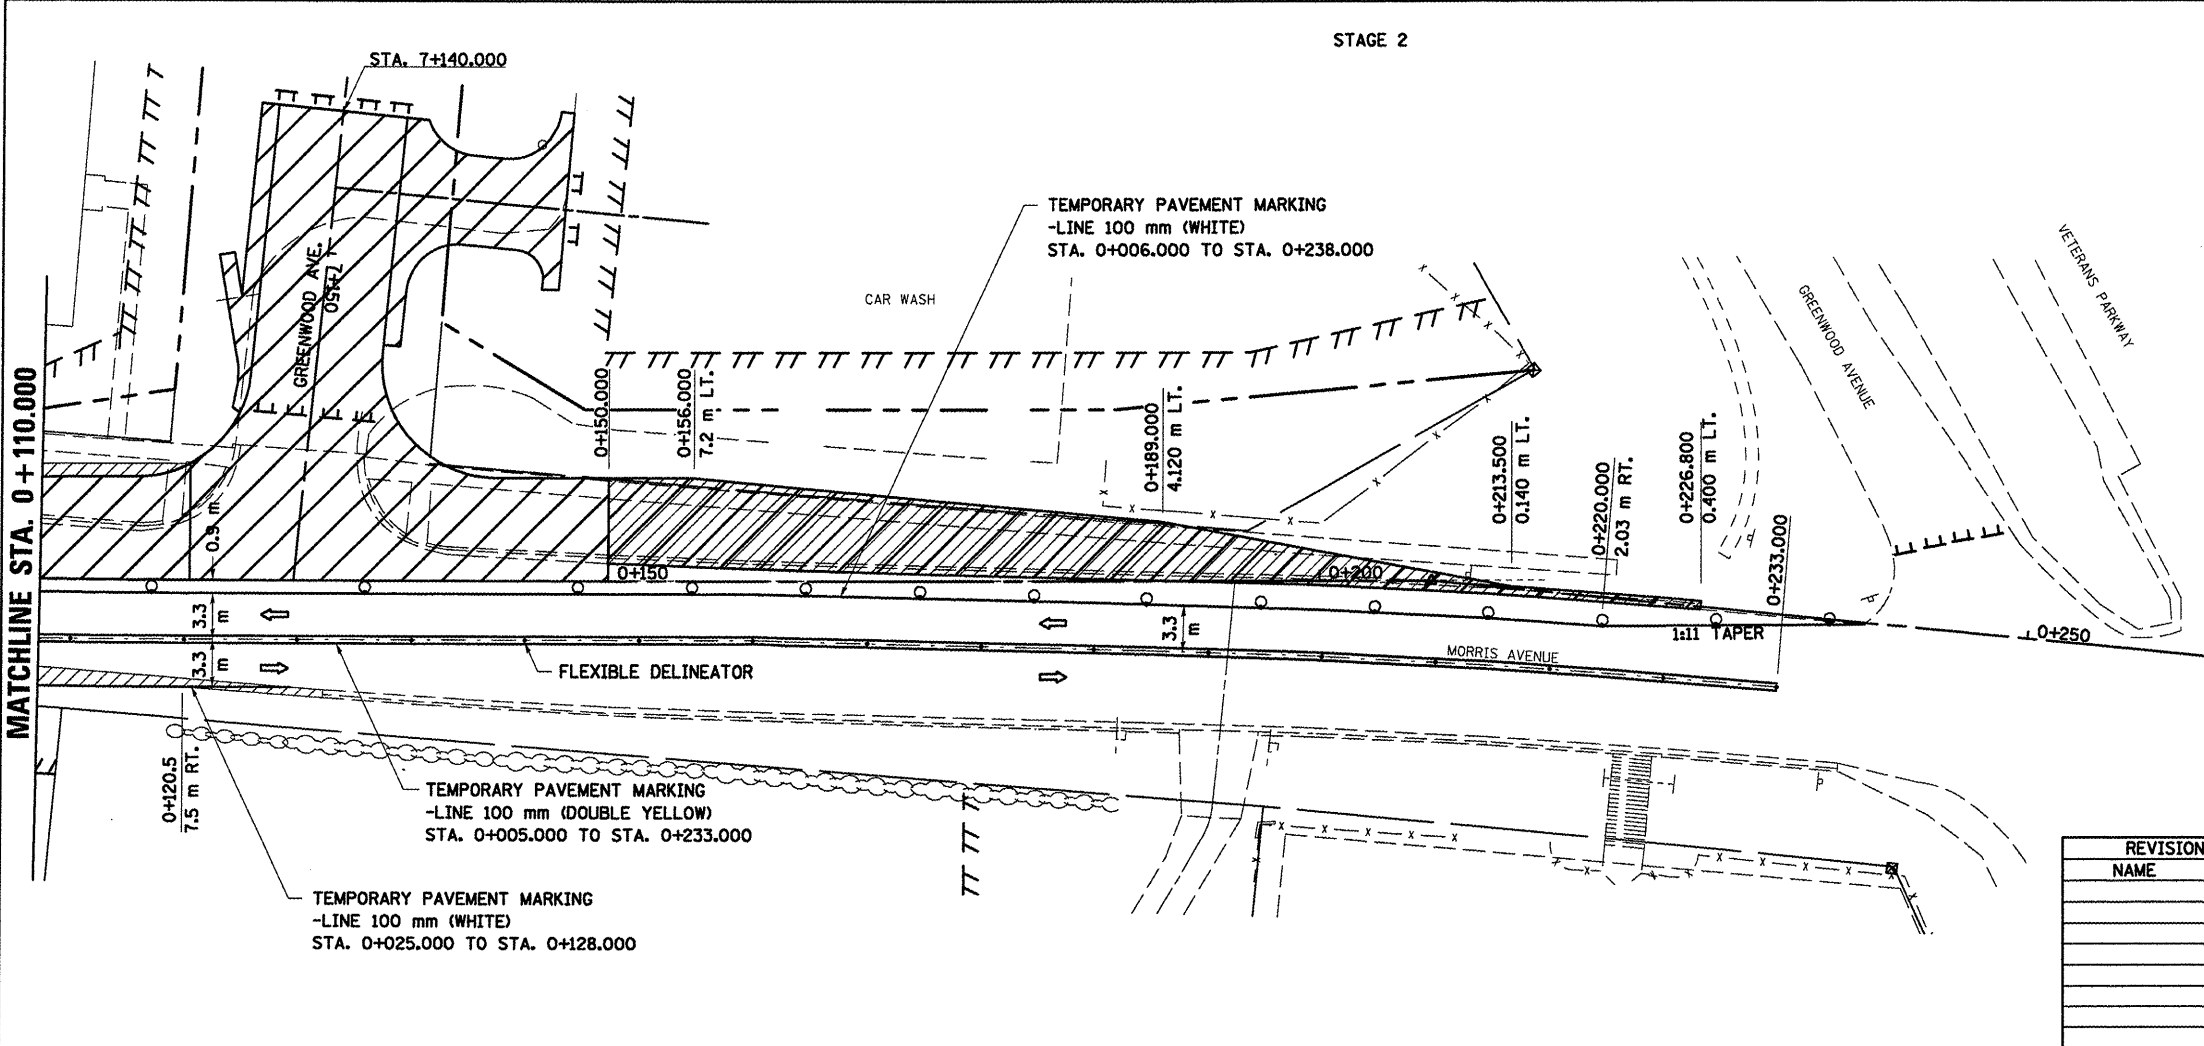 STAGE 2
STA. 7+140.000
TEMPORARY PAVEMENT MARKING
-LINE 100 mm (WHITE)
STA. 0+006.000 TO STA. 0+238.000
CAR WASH
VETERANS PARKWAY
GREENWOOD AVENUE
GREENWOOD AVE.
7+150
MATCHLINE STA. 0+110.000
0+150.000
0+156.000
7.2 m LT.
0+189.000
4.120 m LT.
0+213.500
0.140 m LT.
0+220.000
2.03 m RT.
0+226.800
0.400 m LT.
0+233.000
0.9 m
0+150
0+200
0+250
3.3 m
3.3 m
3.3 m
1:11 TAPER
MORRIS AVENUE
FLEXIBLE DELINEATOR
0+120.5
7.5 m RT.
TEMPORARY PAVEMENT MARKING
-LINE 100 mm (DOUBLE YELLOW)
STA. 0+005.000 TO STA. 0+233.000
TEMPORARY PAVEMENT MARKING
-LINE 100 mm (WHITE)
STA. 0+025.000 TO STA. 0+128.000
REVISION
NAME